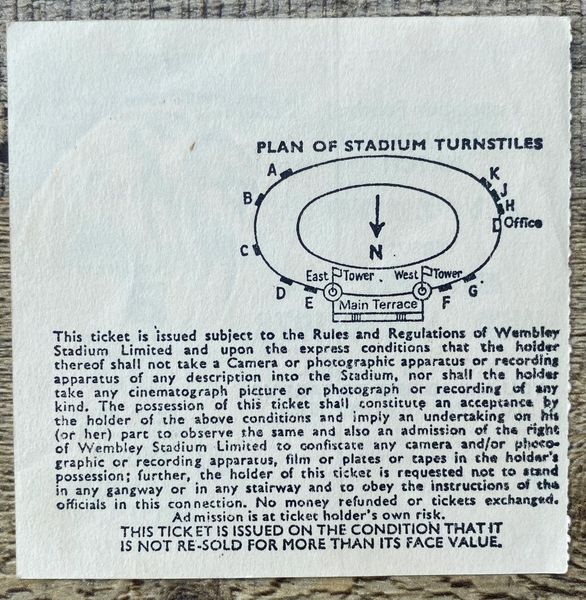 PLAN OF STADIUM TURNSTILES
A
K
J
B
H
Office
N
C
East Tower
West Tower
G
D
E
F
Main Terrace
This ticket is issued subject to the Rules and Regulations of Wembley
Stadium Limited and upon the express conditions that the holder
thereof shall not take a Camera or photographic apparatus or recording
apparatus of any description into the Stadium, nor shall the holder
take any cinematograph picture or photograph or recording of any
kind. The possession of this ticket shall constitute an acceptance by
the holder of the above conditions and imply an undertaking on his
(or her) part to observe the same and also an admission of the right
of Wembley Stadium Limited to confiscate any camera and/or photo-
graphic or recording apparatus, film or plates or tapes in the holder's
possession; further, the holder of this ticket is requested not to stand
in any gangway or in any stairway and to obey the instructions of the
officials in this connection. No money refunded or tickets exchanged.
Admission is at ticket holder's own risk.
THIS TICKET IS ISSUED ON THE CONDITION THAT IT
IS NOT RE-SOLD FOR MORE THAN ITS FACE VALUE.